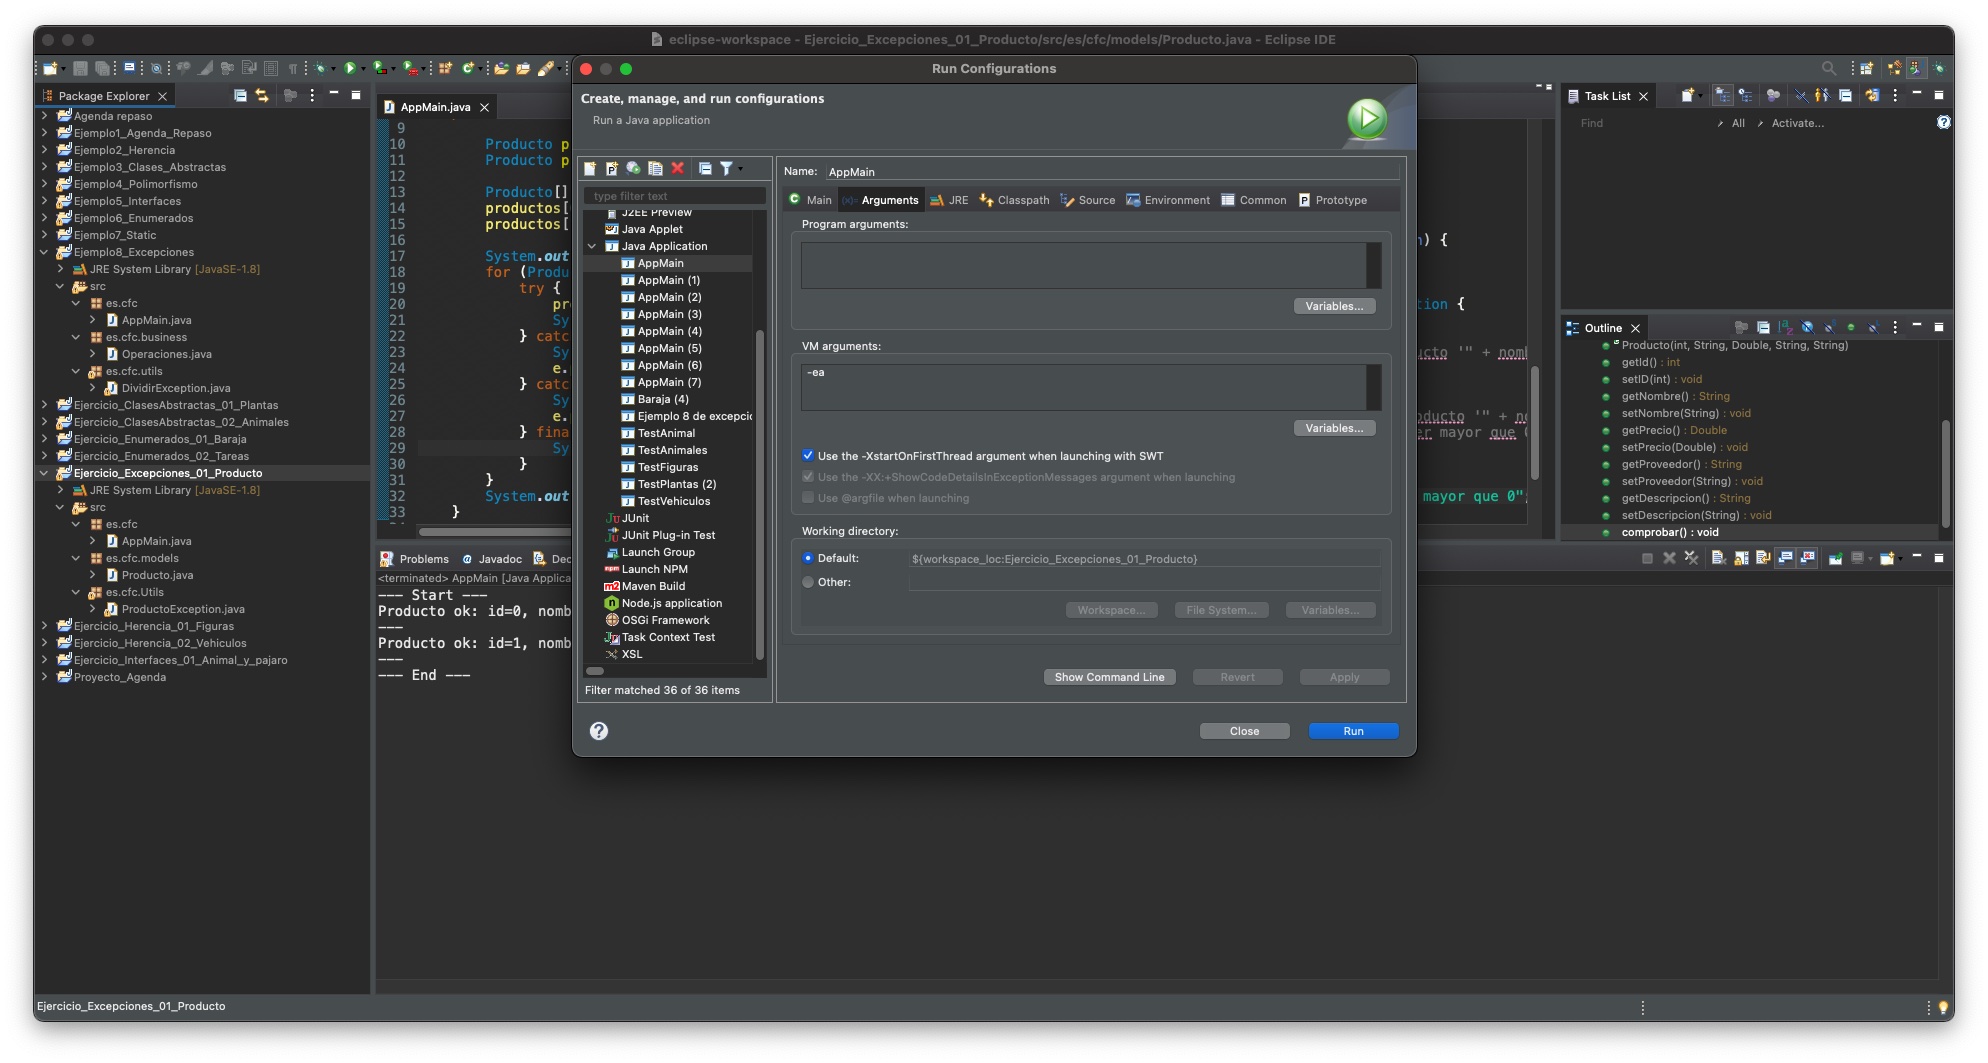 eclipse-workspace - Ejercicio_Excepciones_01_Producto/src/es/cfc/models/Producto.java - Eclipse IDE
Package Explorer
Agenda repaso
Ejemplo1_Agenda_Repaso
Ejemplo2_Herencia
Ejemplo3_Clases_Abstractas
Ejemplo4_Polimorfismo
Ejemplo5_Interfaces
Ejemplo6_Enumerados
Ejemplo7_Static
Ejemplo8_Excepciones
JRE System Library [JavaSE-1.8]
src
es.cfc
AppMain.java
es.cfc.business
Operaciones.java
es.cfc.utils
DividirException.java
Ejercicio_ClasesAbstractas_01_Plantas
Ejercicio_ClasesAbstractas_02_Animales
Ejercicio_Enumerados_01_Baraja
Ejercicio_Enumerados_02_Tareas
Ejercicio_Excepciones_01_Producto
JRE System Library [JavaSE-1.8]
src
es.cfc
AppMain.java
es.cfc.models
Producto.java
es.cfc.Utils
ProductoException.java
Ejercicio_Herencia_01_Figuras
Ejercicio_Herencia_02_Vehiculos
Ejercicio_Interfaces_01_Animal_y_pajaro
Proyecto_Agenda
AppMain.java
9
10 Producto p
11 Producto p
12
13 Producto[]
14 productos[
15 productos[
16
17 System.out
18 for (Produ
19 try {
20 pr
21 Sy
22 } catc
23 Sy
24 e.
25 } catc
26 Sy
27 e.
28 } fina
29 Sy
30 }
31 }
32 System.out
33 }
) {
tion {
cto '" + nomb
oducto '" + no
er mayor que
mayor que 0"
Problems
Javadoc
Dec
<terminated> AppMain [Java Applica
--- Start ---
Producto ok: id=0, nomb
---
Producto ok: id=1, nomb
---
--- End ---
Run Configurations
Create, manage, and run configurations
Run a Java application
type filter text
J2EE Preview
Java Applet
Java Application
AppMain
AppMain (1)
AppMain (2)
AppMain (3)
AppMain (4)
AppMain (5)
AppMain (6)
AppMain (7)
Baraja (4)
Ejemplo 8 de excepcio
TestAnimal
TestAnimales
TestFiguras
TestPlantas (2)
TestVehiculos
JUnit
JUnit Plug-in Test
Launch Group
Launch NPM
Maven Build
Node.js application
OSGi Framework
Task Context Test
XSL
Filter matched 36 of 36 items
Name: AppMain
Main
Arguments
JRE
Classpath
Source
Environment
Common
Prototype
Program arguments:
Variables...
VM arguments:
-ea
Variables...
Use the -XstartOnFirstThread argument when launching with SWT
Use the -XX:+ShowCodeDetailsInExceptionMessages argument when launching
Use @argfile when launching
Working directory:
Default: ${workspace_loc:Ejercicio_Excepciones_01_Producto}
Other:
Workspace... File System... Variables...
Show Command Line Revert Apply
Close Run
Task List
Find All Activate...
Outline
Producto(int, String, Double, String, String)
getId() : int
setID(int) : void
getNombre() : String
setNombre(String) : void
getPrecio() : Double
setPrecio(Double) : void
getProveedor() : String
setProveedor(String) : void
getDescripcion() : String
setDescripcion(String) : void
comprobar() : void
Ejercicio_Excepciones_01_Producto